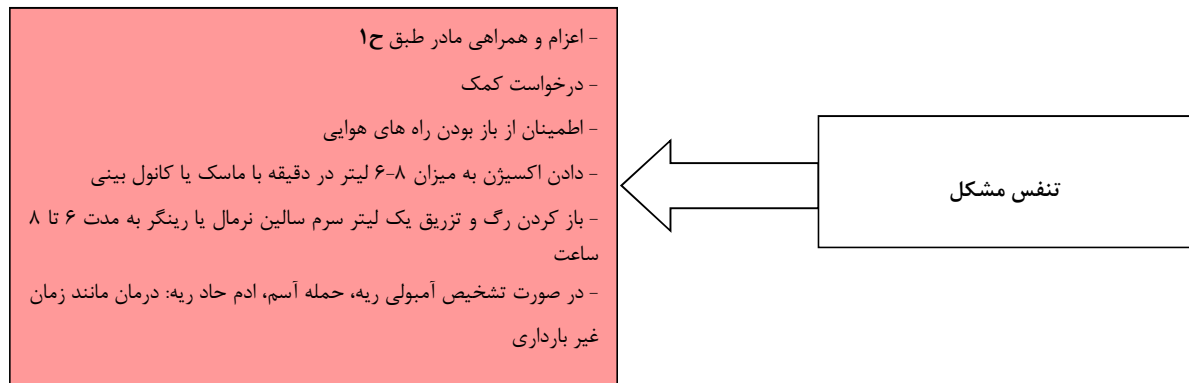 تنفس مشکل
- اعزام و همراهی مادر طبق ح۱
- درخواست کمک
- اطمینان از باز بودن راه های هوایی
- دادن اکسیژن به میزان ۸-۶ لیتر در دقیقه با ماسک یا کانول بینی
- باز کردن رگ و تزریق یک لیتر سرم سالین نرمال یا رینگر به مدت ۶ تا ۸
ساعت
- در صورت تشخیص آمبولی ریه، حمله آسم، ادم حاد ریه: درمان مانند زمان
غیر بارداری